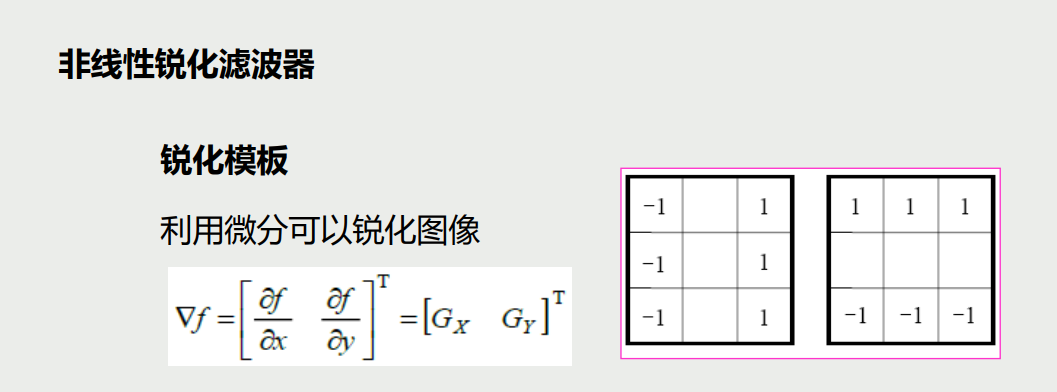 非线性锐化滤波器
锐化模板
利用微分可以锐化图像
∇f = [∂f/∂x ∂f/∂y]^T = [G_X G_Y]^T
-1 1
-1 1
-1 1
1 1 1
-1 -1 -1